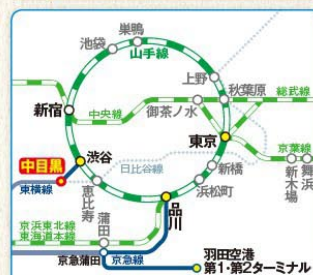 巣鴨
池袋
山手線
上野
秋葉原
総武線
新宿
中央線
御茶ノ水
東京
京葉線
中目黒
渋谷
日比谷線
新橋
新木場
舞浜
東横線
恵比寿
浜松町
品川
京浜東北線
東海道本線
蒲田
京急蒲田
京急線
羽田空港
第1・第2ターミナル